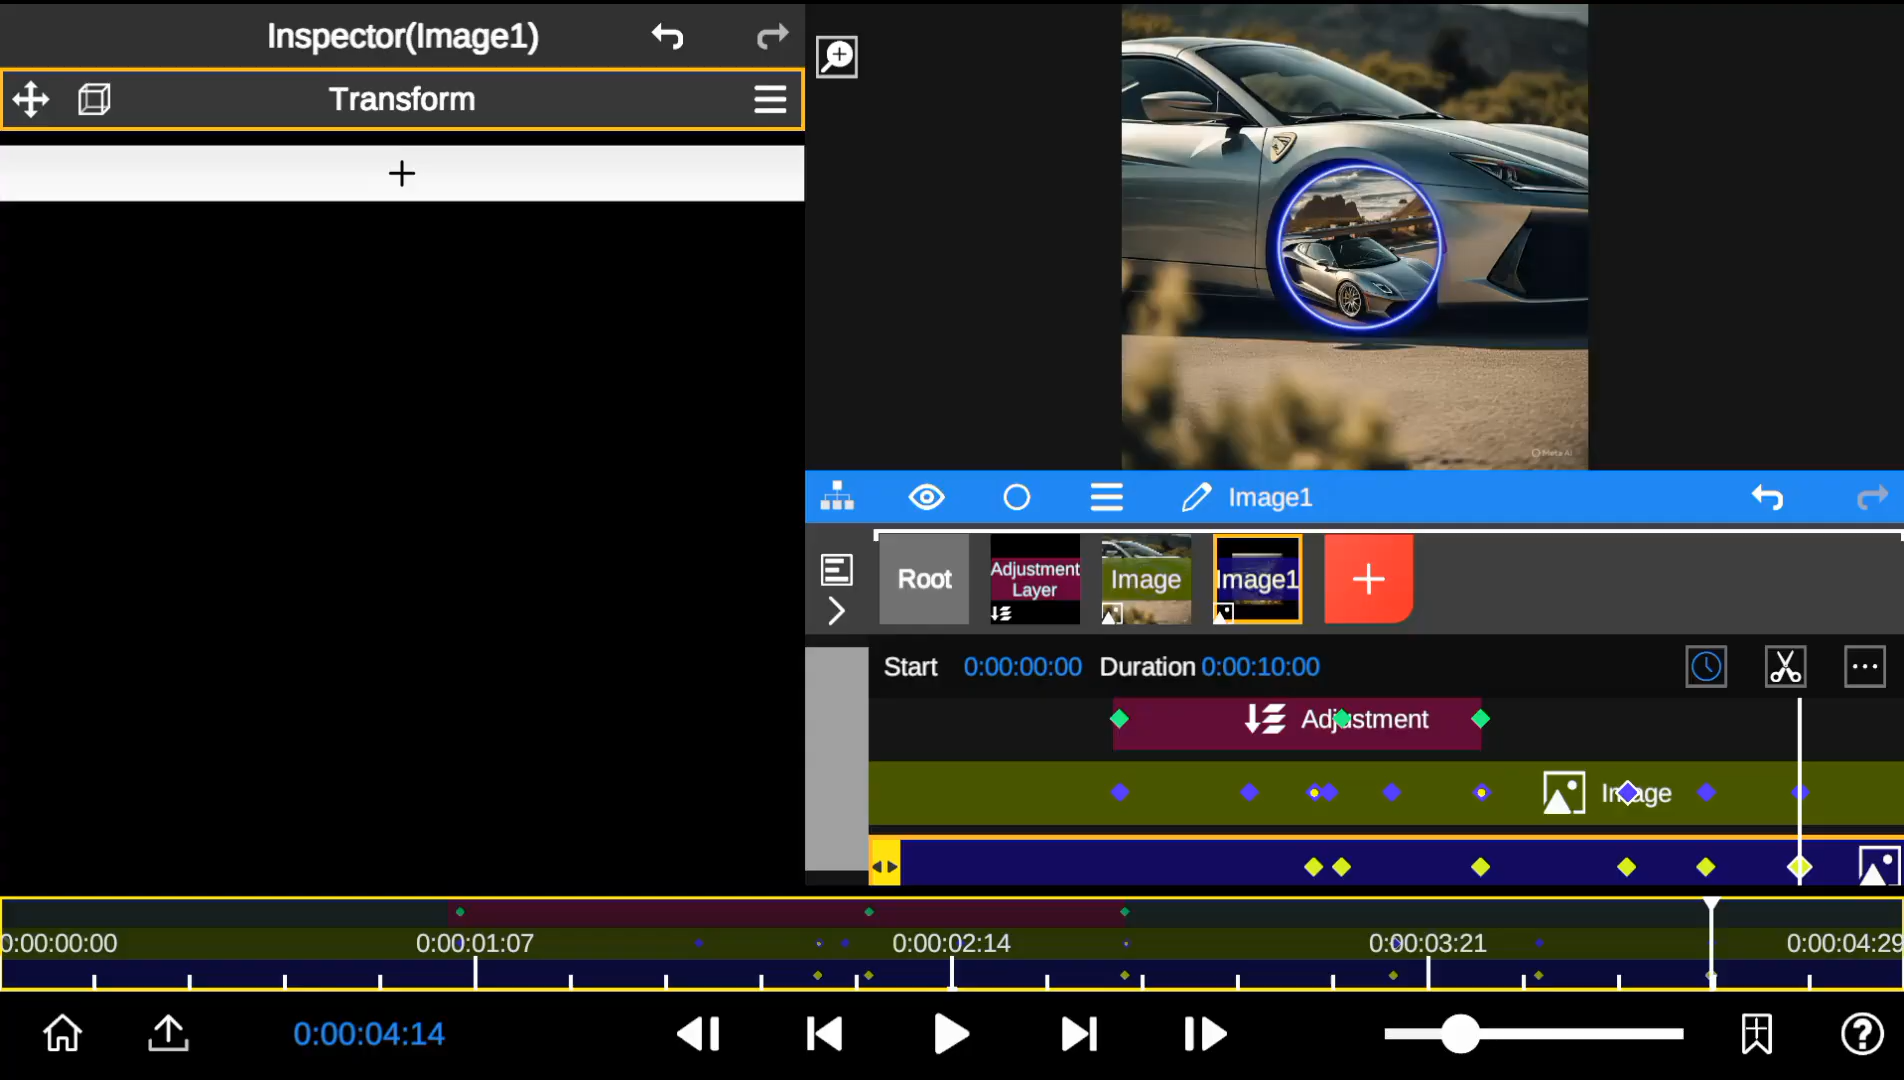 Inspector(Image1)
Transform
Meta AI
Image1
Root
Adjustment
Layer
Image
Image1
Start 0:00:00:00 Duration 0:00:10:00
Adjustment
Image
0:00:00:00 0:00:01:07 0:00:02:14 0:00:03:21 0:00:04:29
0:00:04:14